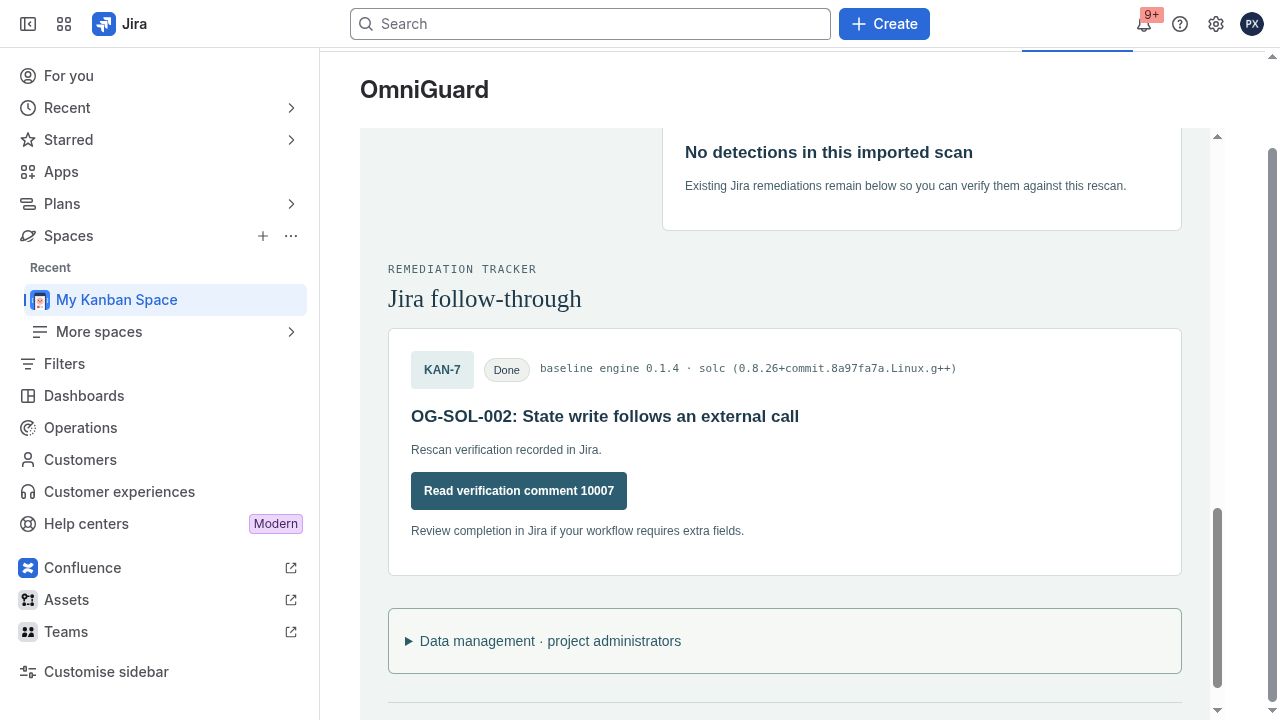 Jira
Search
Create
9+
PX
For you
Recent
Starred
Apps
Plans
Spaces
Recent
My Kanban Space
More spaces
Filters
Dashboards
Operations
Customers
Customer experiences
Help centers
Modern
Confluence
Assets
Teams
Customise sidebar
OmniGuard
No detections in this imported scan
Existing Jira remediations remain below so you can verify them against this rescan.
REMEDIATION TRACKER
Jira follow-through
KAN-7 Done baseline engine 0.1.4 · solc (0.8.26+commit.8a97fa7a.Linux.g++)
OG-SOL-002: State write follows an external call
Rescan verification recorded in Jira.
Read verification comment 10007
Review completion in Jira if your workflow requires extra fields.
Data management · project administrators